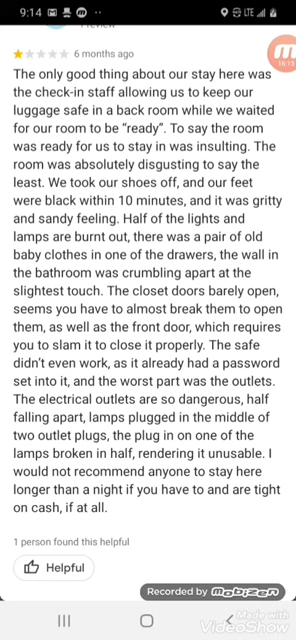 9:14 M LTE
Preview
6 months ago
16:15
The only good thing about our stay here was
the check-in staff allowing us to keep our
luggage safe in a back room while we waited
for our room to be “ready”. To say the room
was ready for us to stay in was insulting. The
room was absolutely disgusting to say the
least. We took our shoes off, and our feet
were black within 10 minutes, and it was gritty
and sandy feeling. Half of the lights and
lamps are burnt out, there was a pair of old
baby clothes in one of the drawers, the wall in
the bathroom was crumbling apart at the
slightest touch. The closet doors barely open,
seems you have to almost break them to open
them, as well as the front door, which requires
you to slam it to close it properly. The safe
didn’t even work, as it already had a password
set into it, and the worst part was the outlets.
The electrical outlets are so dangerous, half
falling apart, lamps plugged in the middle of
two outlet plugs, the plug in on one of the
lamps broken in half, rendering it unusable. I
would not recommend anyone to stay here
longer than a night if you have to and are tight
on cash, if at all.
1 person found this helpful
Helpful
Recorded by mobizen
Made with
VideoShow